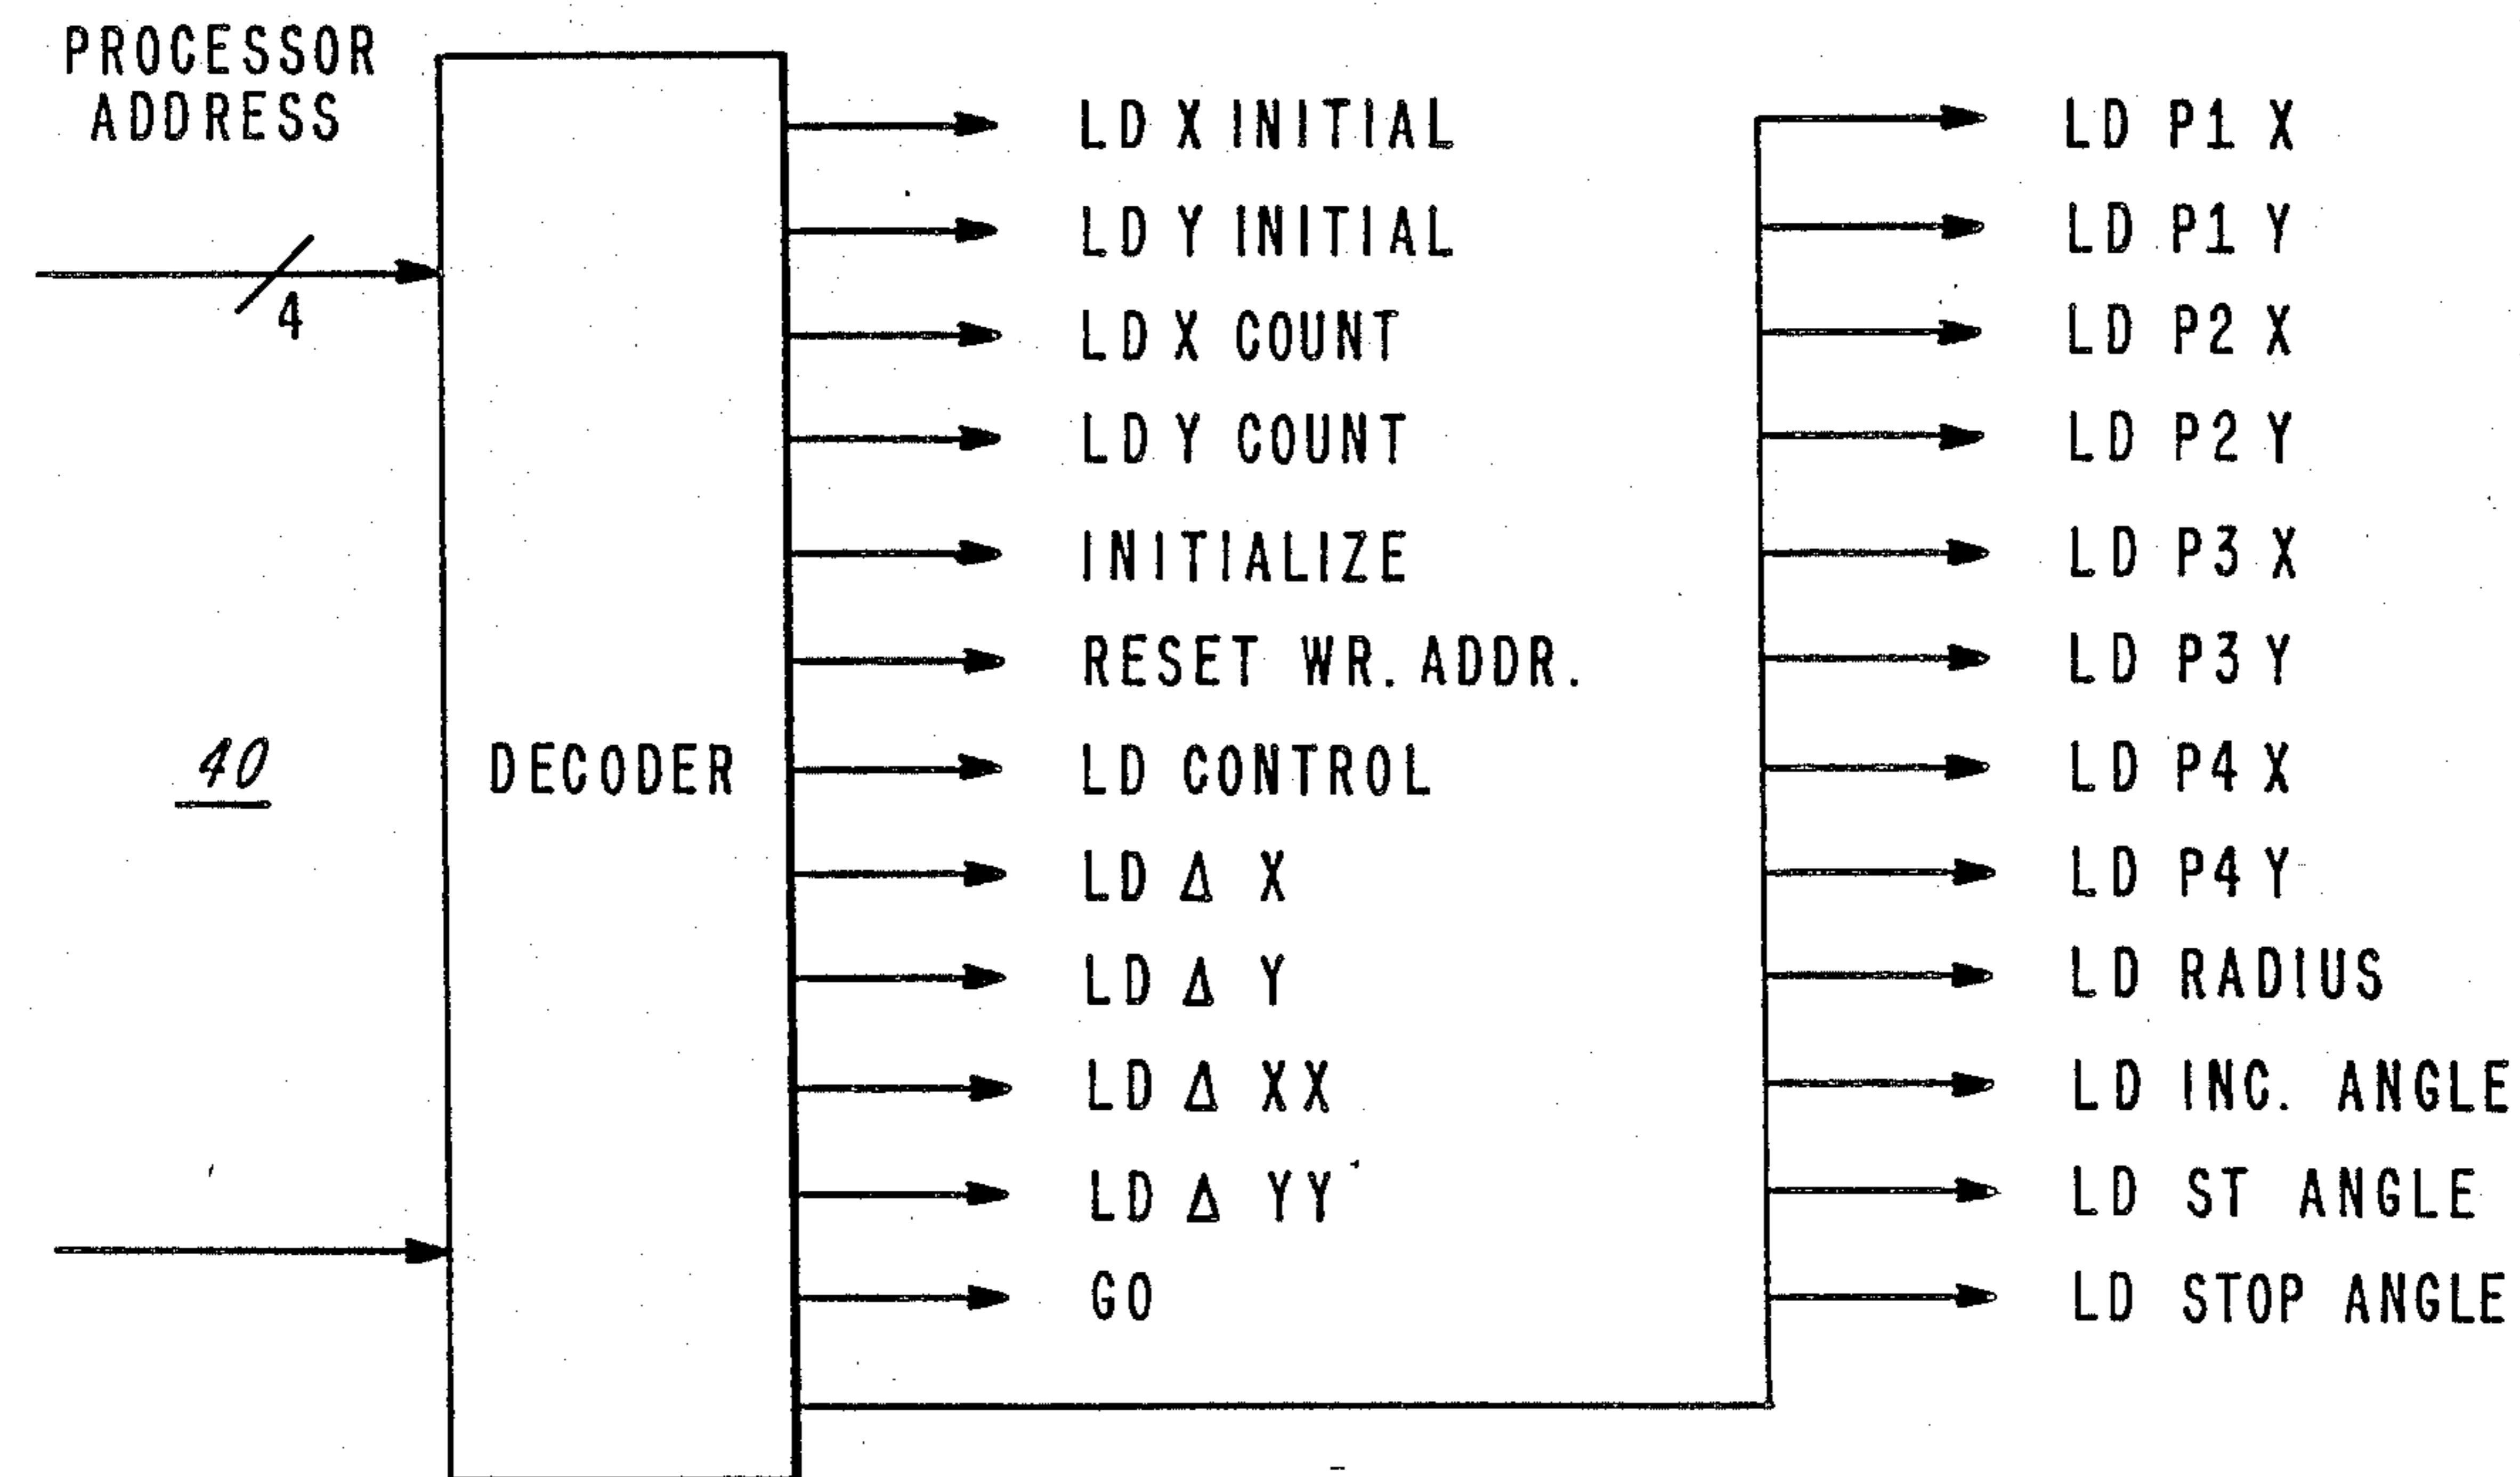 PROCESSOR
ADDRESS
4
40
DECODER
LD X INITIAL
LD Y INITIAL
LD X COUNT
LD Y COUNT
INITIALIZE
RESET WR. ADDR.
LD CONTROL
LD Δ X
LD Δ Y
LD Δ XX
LD Δ YY
GO
LD P1 X
LD P1 Y
LD P2 X
LD P2 Y
LD P3 X
LD P3 Y
LD P4 X
LD P4 Y
LD RADIUS
LD INC. ANGLE
LD ST ANGLE
LD STOP ANGLE